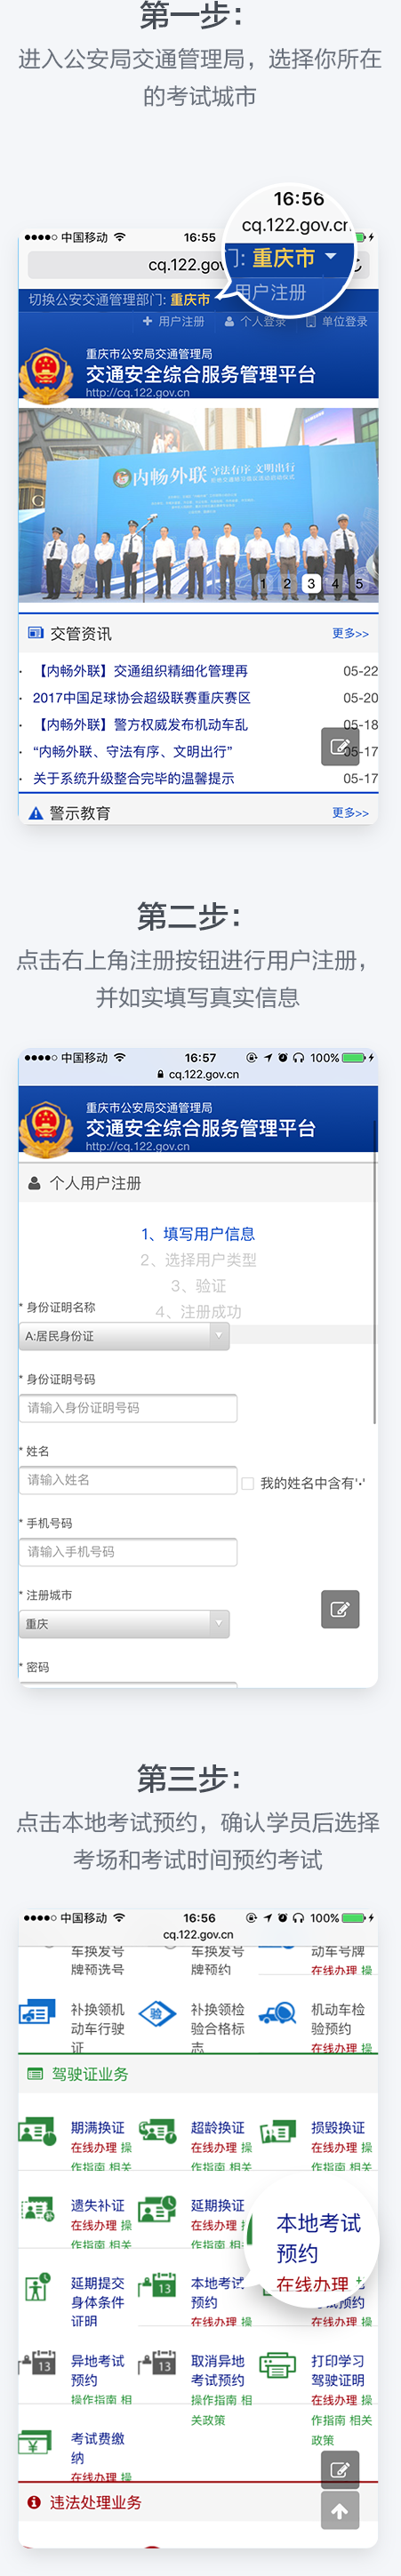 第一步：
进入公安局交通管理局，选择你所在
的考试城市
16:56
cq.122.gov.cn
门: 重庆市
用户注册
中国移动 16:55
cq.122.gov
切换公安交通管理部门: 重庆市
用户注册 个人登录 单位登录
重庆市公安局交通管理局
交通安全综合服务管理平台
http://cq.122.gov.cn
内畅外联 守法有序 文明出行
1 2 3 4 5
交管资讯 更多>>
· 【内畅外联】交通组织精细化管理再 05-22
· 2017中国足球协会超级联赛重庆赛区 05-20
· 【内畅外联】警方权威发布机动车乱 05-18
· “内畅外联、守法有序、文明出行” 05-17
· 关于系统升级整合完毕的温馨提示 05-17
警示教育 更多>>
第二步：
点击右上角注册按钮进行用户注册，
并如实填写真实信息
中国移动 16:57 100%
cq.122.gov.cn
重庆市公安局交通管理局
交通安全综合服务管理平台
http://cq.122.gov.cn
个人用户注册
1、填写用户信息
2、选择用户类型
3、验证
4、注册成功
* 身份证明名称
A:居民身份证
* 身份证明号码
请输入身份证明号码
* 姓名
请输入姓名 我的姓名中含有'·'
* 手机号码
请输入手机号码
* 注册城市
重庆
* 密码
第三步：
点击本地考试预约，确认学员后选择
考场和考试时间预约考试
中国移动 16:56 100%
cq.122.gov.cn
车换发号 车换发号 动车号牌
牌预选号 牌预约 在线办理 操
补换领机 补换领检 机动车检
动车行驶 验合格标 验预约
证 志 在线办理 操
驾驶证业务
期满换证 超龄换证 损毁换证
在线办理 操 在线办理 操 在线办理 操
作指南 相关 作指南 相关 作指南 相关
遗失补证 延期换证
在线办理 操 在线办理 操
作指南 相关 作指南 相关
本地考试
预约
在线办理
延期提交 本地考试
身体条件 预约
证明 在线办理 操
异地考试 取消异地 打印学习
预约 考试预约 驾驶证明
操作指南 相 操作指南 相 在线办理 操
关政策 作指南 相关
政策
考试费缴
纳
在线办理 操
违法处理业务